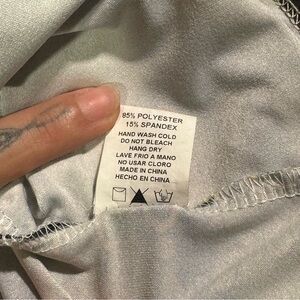 85% POLYESTER
15% SPANDEX
HAND WASH COLD
DO NOT BLEACH
HANG DRY
LAVE FRIO A MANO
NO USAR CLORO
MADE IN CHINA
HECHO EN CHINA